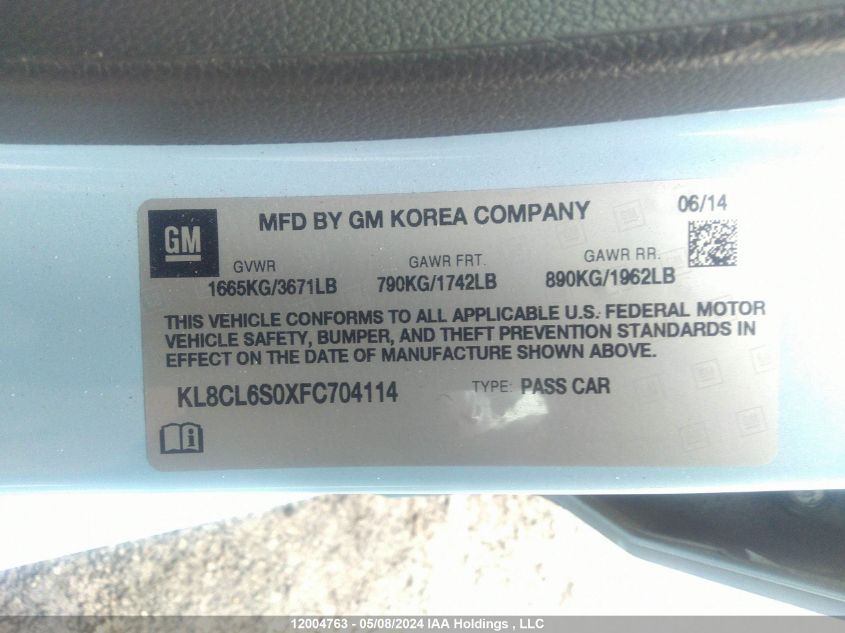 GM
MFD BY GM KOREA COMPANY 06/14
GVWR GAWR FRT. GAWR RR.
1665KG/3671LB 790KG/1742LB 890KG/1962LB
THIS VEHICLE CONFORMS TO ALL APPLICABLE U.S. FEDERAL MOTOR
VEHICLE SAFETY, BUMPER, AND THEFT PREVENTION STANDARDS IN
EFFECT ON THE DATE OF MANUFACTURE SHOWN ABOVE.
KL8CL6S0XFC704114 TYPE: PASS CAR
i
12004763 - 05/08/2024 IAA Holdings , LLC